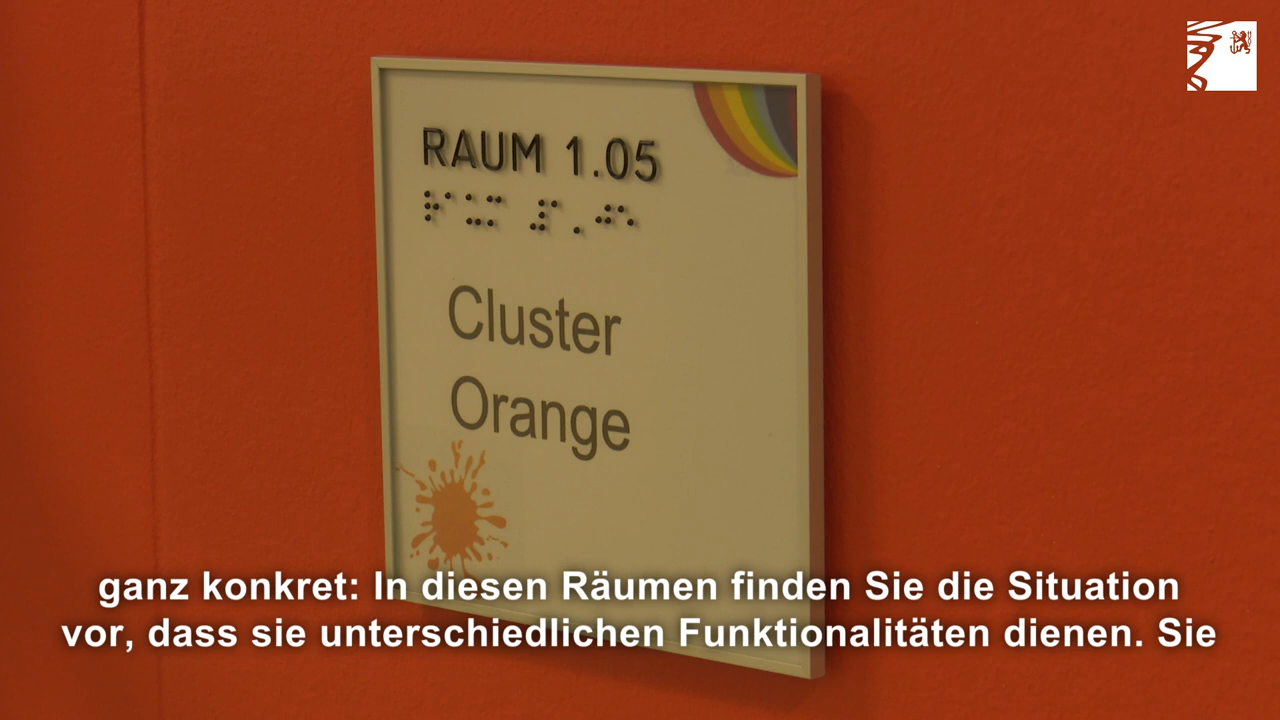 RAUM 1.05
Cluster
Orange
ganz konkret: In diesen Räumen finden Sie die Situation
vor, dass sie unterschiedlichen Funktionalitäten dienen. Sie